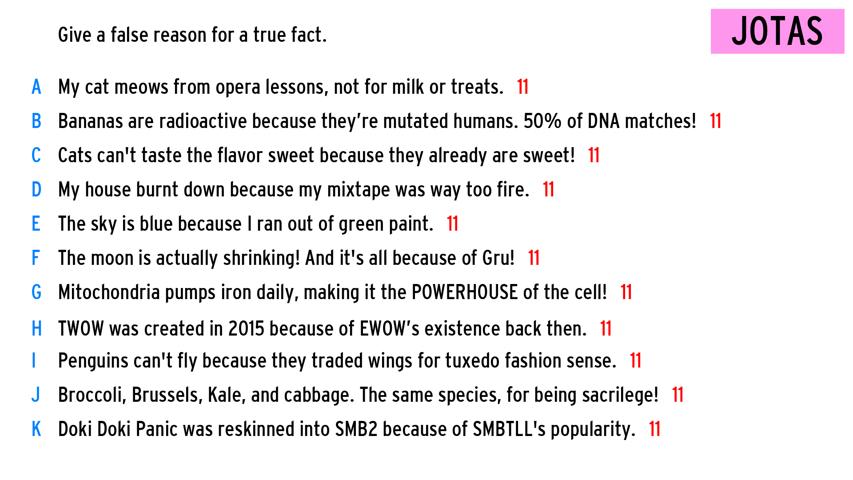 Give a false reason for a true fact.
JOTAS
A My cat meows from opera lessons, not for milk or treats. 11
B Bananas are radioactive because they're mutated humans. 50% of DNA matches! 11
C Cats can't taste the flavor sweet because they already are sweet! 11
D My house burnt down because my mixtape was way too fire. 11
E The sky is blue because I ran out of green paint. 11
F The moon is actually shrinking! And it's all because of Gru! 11
G Mitochondria pumps iron daily, making it the POWERHOUSE of the cell! 11
H TWOW was created in 2015 because of EWOW’s existence back then. 11
I Penguins can't fly because they traded wings for tuxedo fashion sense. 11
J Broccoli, Brussels, Kale, and cabbage. The same species, for being sacrilege! 11
K Doki Doki Panic was reskinned into SMB2 because of SMBTLL's popularity. 11